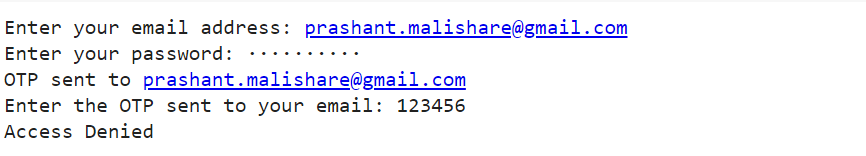 Enter your email address: prashant.malishare@gmail.com
Enter your password: ··········
OTP sent to prashant.malishare@gmail.com
Enter the OTP sent to your email: 123456
Access Denied